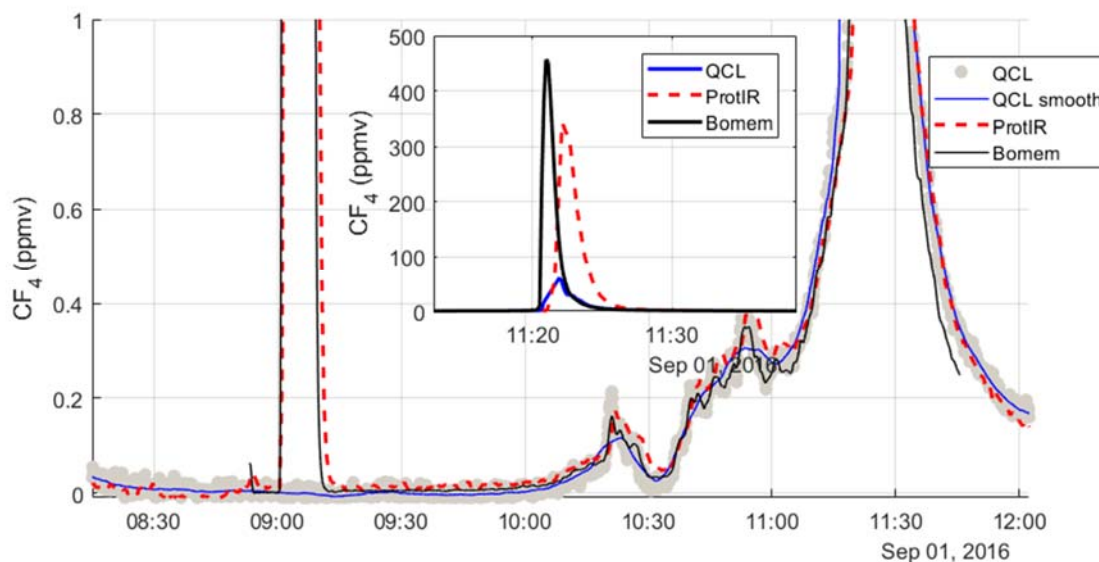 1
0.8
0.6
0.4
0.2
0
CF4 (ppmv)
08:30 09:00 09:30 10:00 10:30 11:00 11:30 12:00
Sep 01, 2016
500
400
300
200
100
0
CF4 (ppmv)
11:20 11:30
Sep 01, 2016
QCL
ProtIR
Bomem
QCL
QCL smooth
ProtIR
Bomem